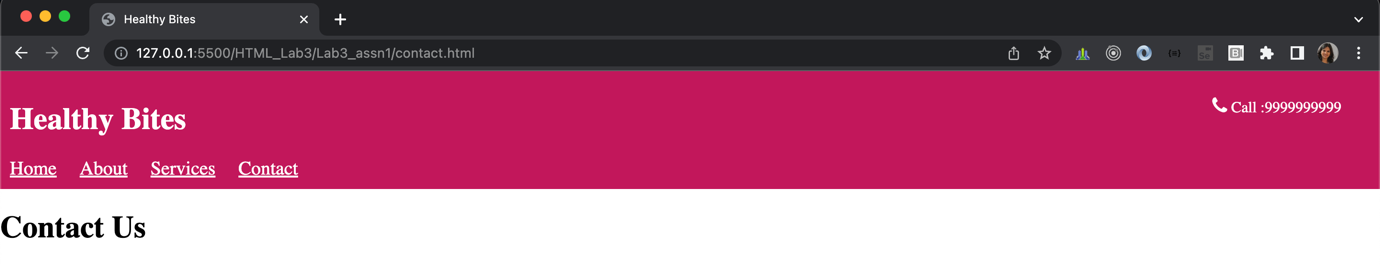 Healthy Bites
127.0.0.1:5500/HTML_Lab3/Lab3_assn1/contact.html
Healthy Bites
Call :9999999999
Home About Services Contact
Contact Us